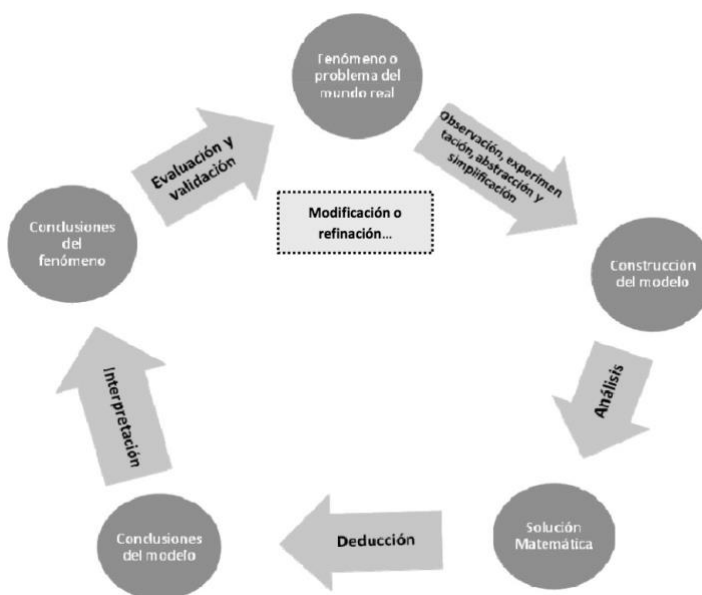 Fenómeno o
problema del
mundo real
Observación, experimen
tación, abstracción y
simplificación
Construcción
del modelo
Análisis
Solución
Matemática
Deducción
Conclusiones
del modelo
Interpretación
Conclusiones
del
fenómeno
Evaluación y
validación
Modificación o
refinación...